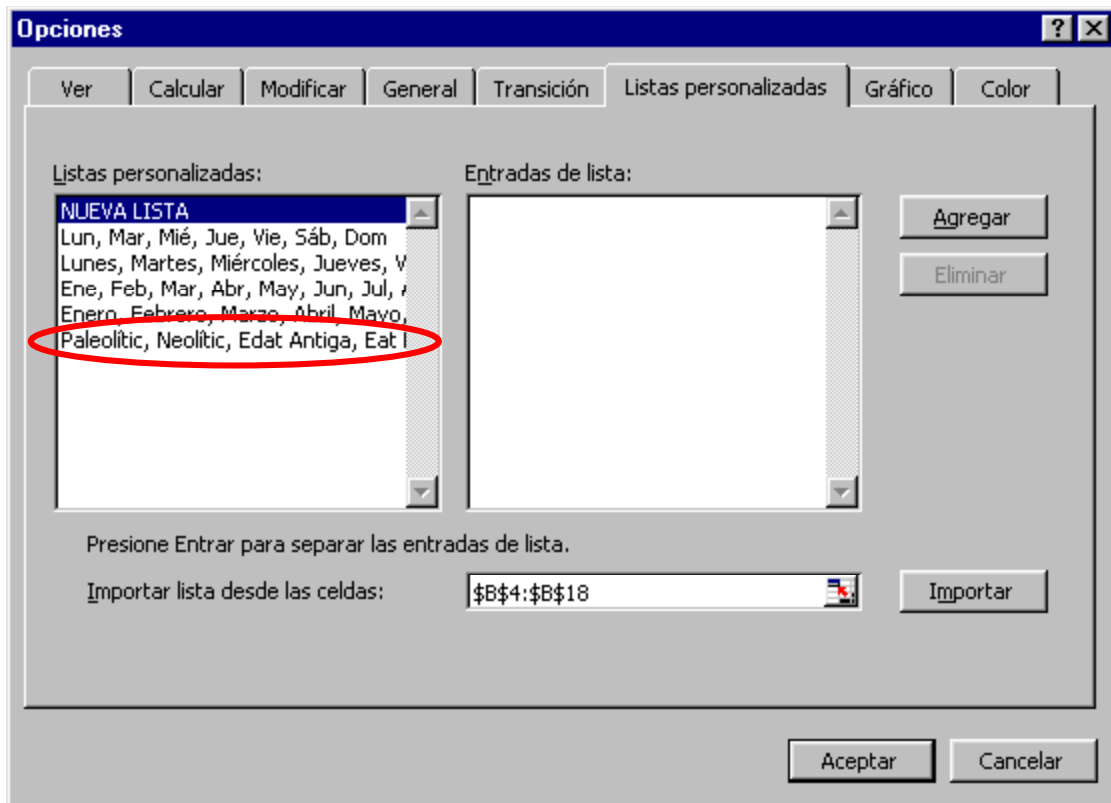 Opciones
Ver Calcular Modificar General Transición Listas personalizadas Gráfico Color
Listas personalizadas:
Entradas de lista:
NUEVA LISTA
Lun, Mar, Mié, Jue, Vie, Sáb, Dom
Lunes, Martes, Miércoles, Jueves, V
Ene, Feb, Mar, Abr, May, Jun, Jul,
Enero, Febrero, Marzo, Abril, Mayo,
Paleolític, Neolític, Edat Antiga, Eat
Agregar
Eliminar
Presione Entrar para separar las entradas de lista.
Importar lista desde las celdas: $B$4:$B$18 Importar
Aceptar Cancelar